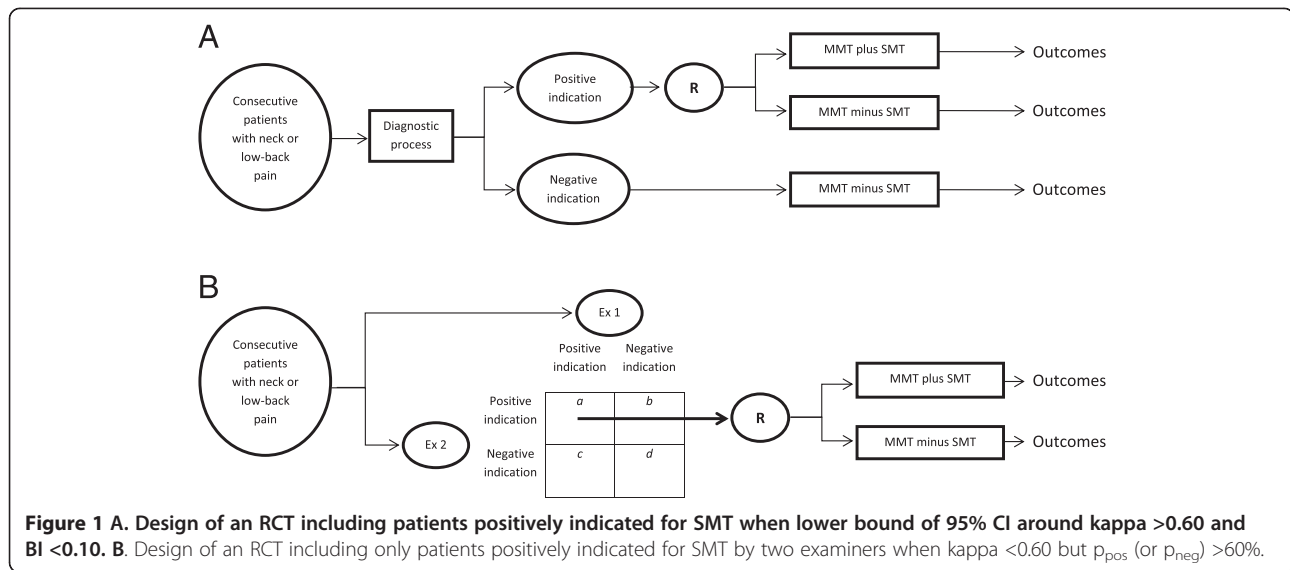 A
Consecutive
patients
with neck or
low-back
pain
Diagnostic
process
Positive
indication
R
MMT plus SMT
Outcomes
MMT minus SMT
Outcomes
Negative
indication
MMT minus SMT
Outcomes
B
Consecutive
patients
with neck or
low-back
pain
Ex 1
Positive
indication
Negative
indication
Ex 2
Positive
indication
a
b
Negative
indication
c
d
R
MMT plus SMT
Outcomes
MMT minus SMT
Outcomes
Figure 1 A. Design of an RCT including patients positively indicated for SMT when lower bound of 95% CI around kappa >0.60 and
BI <0.10. B. Design of an RCT including only patients positively indicated for SMT by two examiners when kappa <0.60 but ppos (or pneg) >60%.